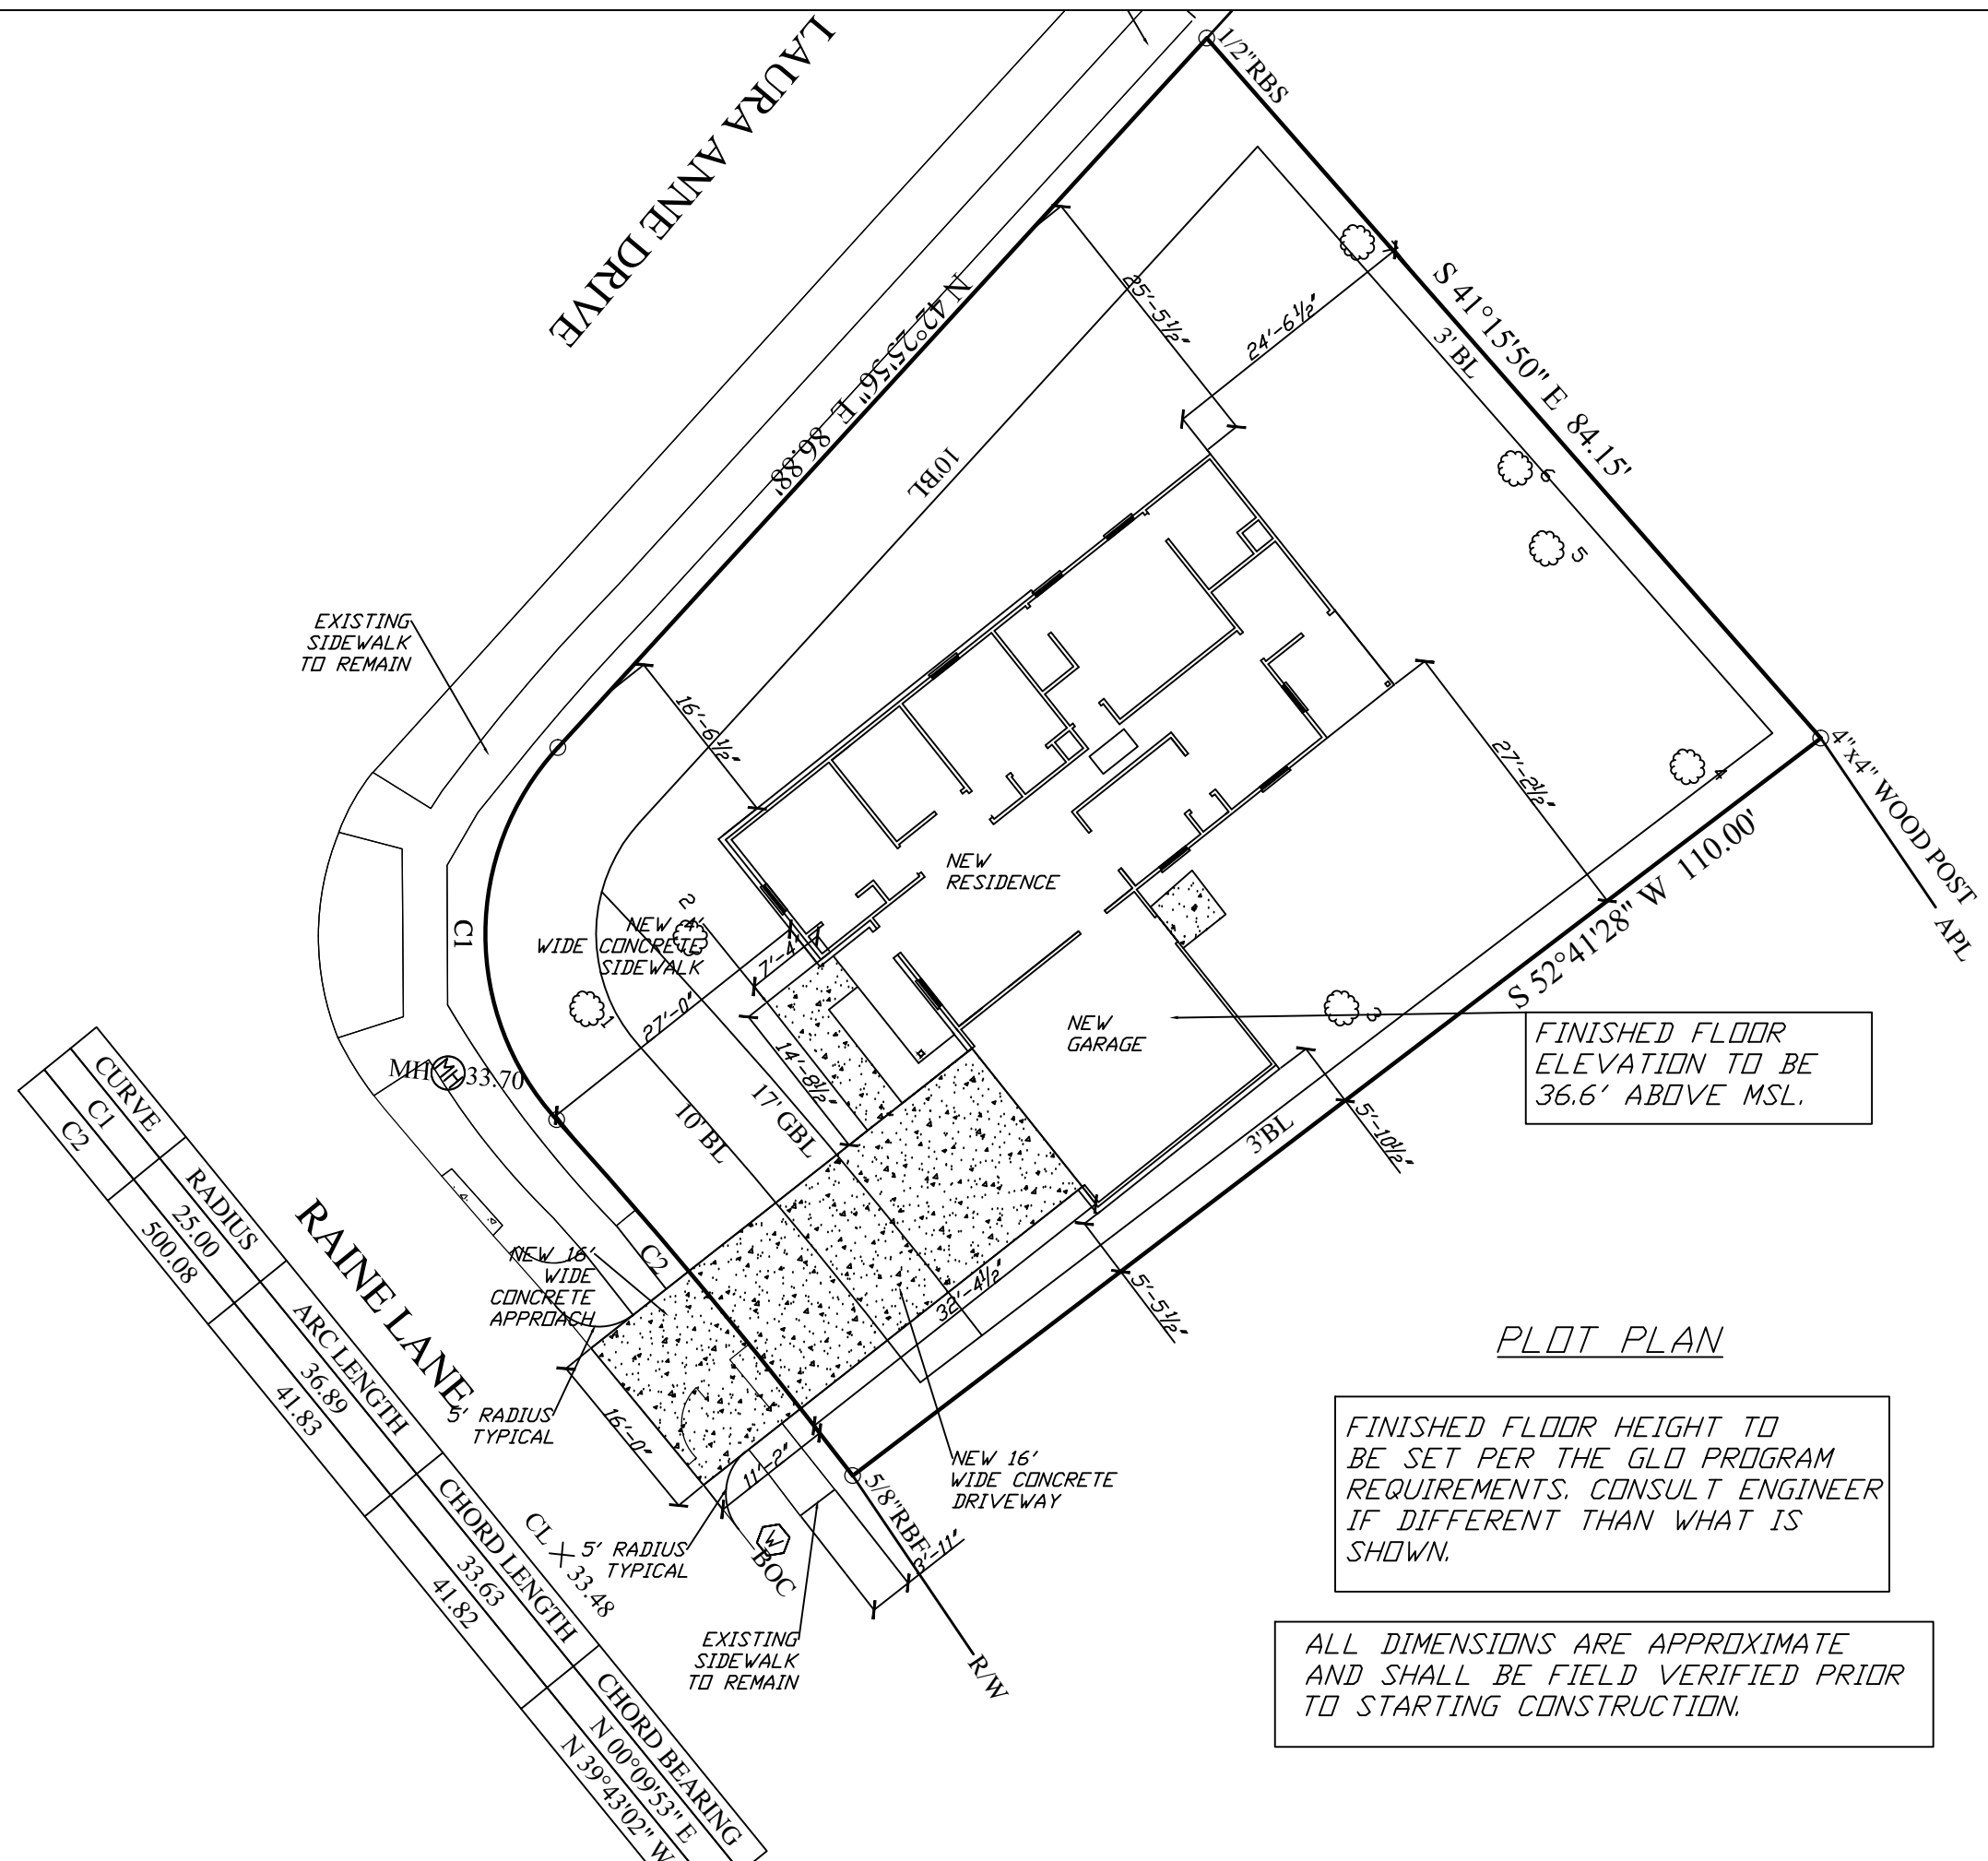 LAURA ANNE DRIVE
1/2"RBS
N 42°25'56" E 86.88'
10'BL
25'-5½"
24'-6½"
S 41°15'50" E 84.15'
3' BL
6
5
4
EXISTING
SIDEWALK
TO REMAIN
16'-6½"
27'-2½"
4"x4" WOOD POST
APL
S 52°41'28" W 110.00'
C1
2
NEW 4'
WIDE CONCRETE
SIDEWALK
7'-4"
27'-0"
1
NEW
RESIDENCE
NEW
GARAGE
3
FINISHED FLOOR
ELEVATION TO BE
36.6' ABOVE MSL.
MH
MH
33.70
14'-8½"
17' GBL
10' BL
3'BL
5'-10½"
5'-5½"
32'-4½"
C2
RAINE LANE
NEW 16'
WIDE
CONCRETE
APPROACH
5' RADIUS
TYPICAL
16'-0"
11'-2"
NEW 16'
WIDE CONCRETE
DRIVEWAY
5/8"RBF
3'-11"
CL
33.48
5' RADIUS
TYPICAL
W
BOC
EXISTING
SIDEWALK
TO REMAIN
R/W
CURVE RADIUS ARC LENGTH CHORD LENGTH CHORD BEARING
C1 25.00 36.89 33.63 N 00°09'53" E
C2 500.08 41.83 41.82 N 39°43'02" W
PLOT PLAN
FINISHED FLOOR HEIGHT TO
BE SET PER THE GLO PROGRAM
REQUIREMENTS. CONSULT ENGINEER
IF DIFFERENT THAN WHAT IS
SHOWN.
ALL DIMENSIONS ARE APPROXIMATE
AND SHALL BE FIELD VERIFIED PRIOR
TO STARTING CONSTRUCTION.